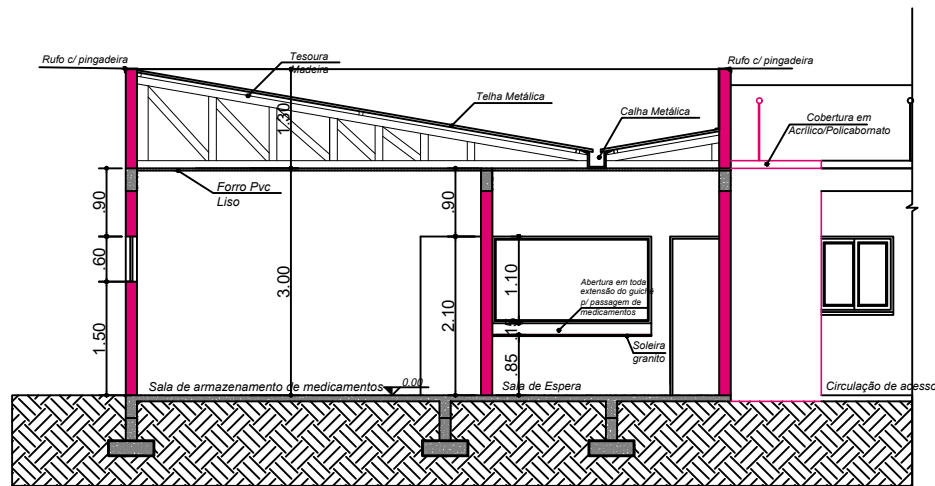 Rufo c/ pingadeira
Tesoura
Madeira
1.30
Telha Metálica
Calha Metálica
Rufo c/ pingadeira
Cobertura em
Acrílico/Policabornato
Forro Pvc
Liso
.90
.60
1.50
3.00
.90
2.10
1.10
.15
.85
Abertura em toda
extensão do guichê
p/ passagem de
medicamentos
Soleira
granito
Sala de armazenamento de medicamentos
0.00
Sala de Espera
Circulação de acesso